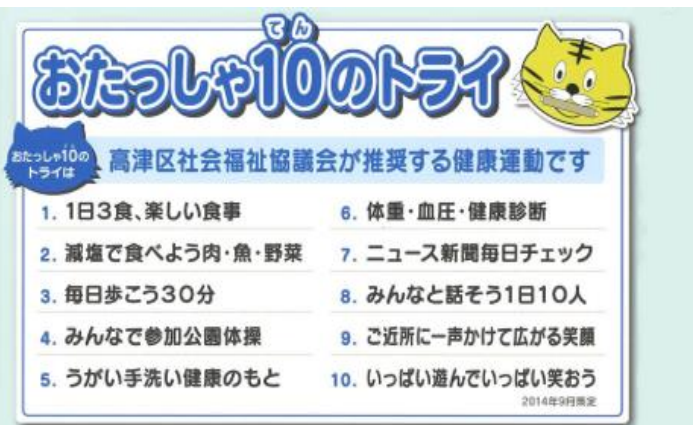 てん
おたっしゃ10のトライ
おたっしゃ10の
トライは
高津区社会福祉協議会が推奨する健康運動です
1. 1日3食、楽しい食事
2. 減塩で食べよう肉・魚・野菜
3. 毎日歩こう30分
4. みんなで参加公園体操
5. うがい手洗い健康のもと
6. 体重・血圧・健康診断
7. ニュース新聞毎日チェック
8. みんなと話そう1日10人
9. ご近所に一声かけて広がる笑顔
10. いっぱい遊んでいっぱい笑おう
2014年9月策定